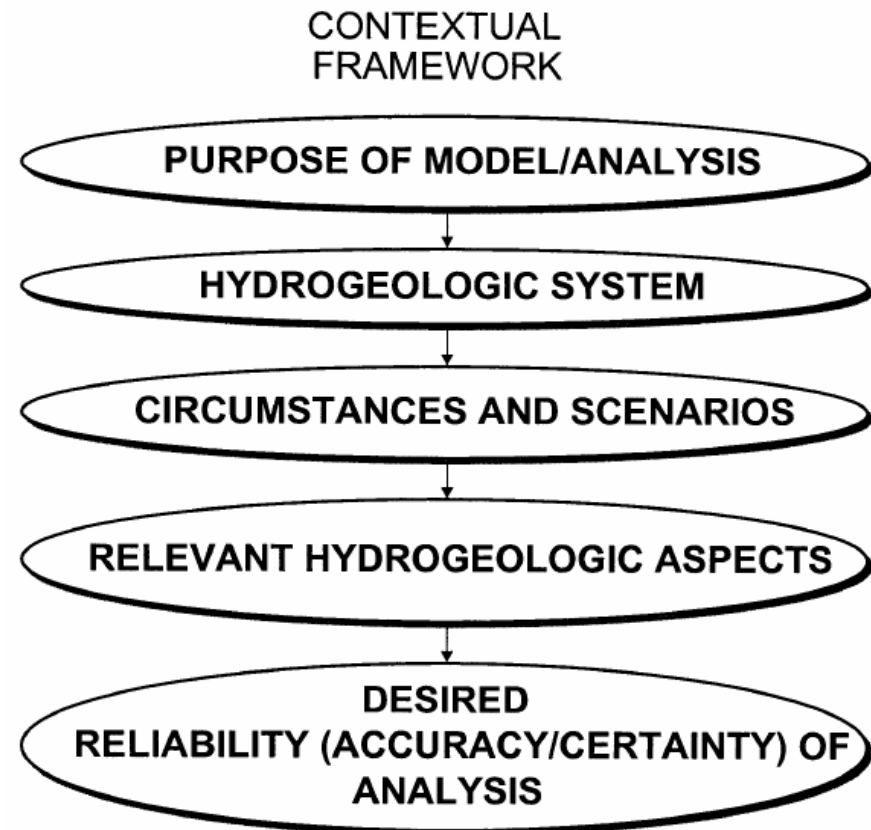 CONTEXTUAL
FRAMEWORK
PURPOSE OF MODEL/ANALYSIS
HYDROGEOLOGIC SYSTEM
CIRCUMSTANCES AND SCENARIOS
RELEVANT HYDROGEOLOGIC ASPECTS
DESIRED
RELIABILITY (ACCURACY/CERTAINTY) OF
ANALYSIS